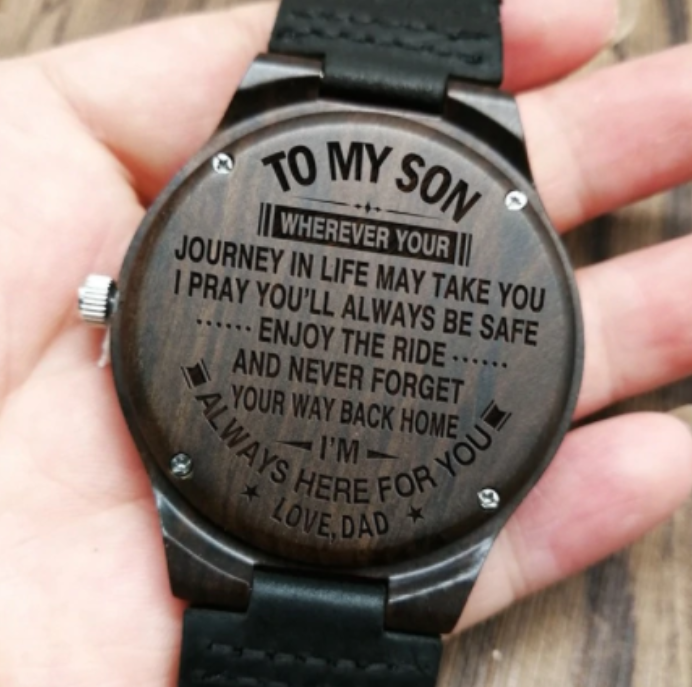 TO MY SON
WHEREVER YOUR
JOURNEY IN LIFE MAY TAKE YOU
I PRAY YOU'LL ALWAYS BE SAFE
...... ENJOY THE RIDE ......
AND NEVER FORGET
YOUR WAY BACK HOME
I'M
ALWAYS HERE FOR YOU
LOVE, DAD